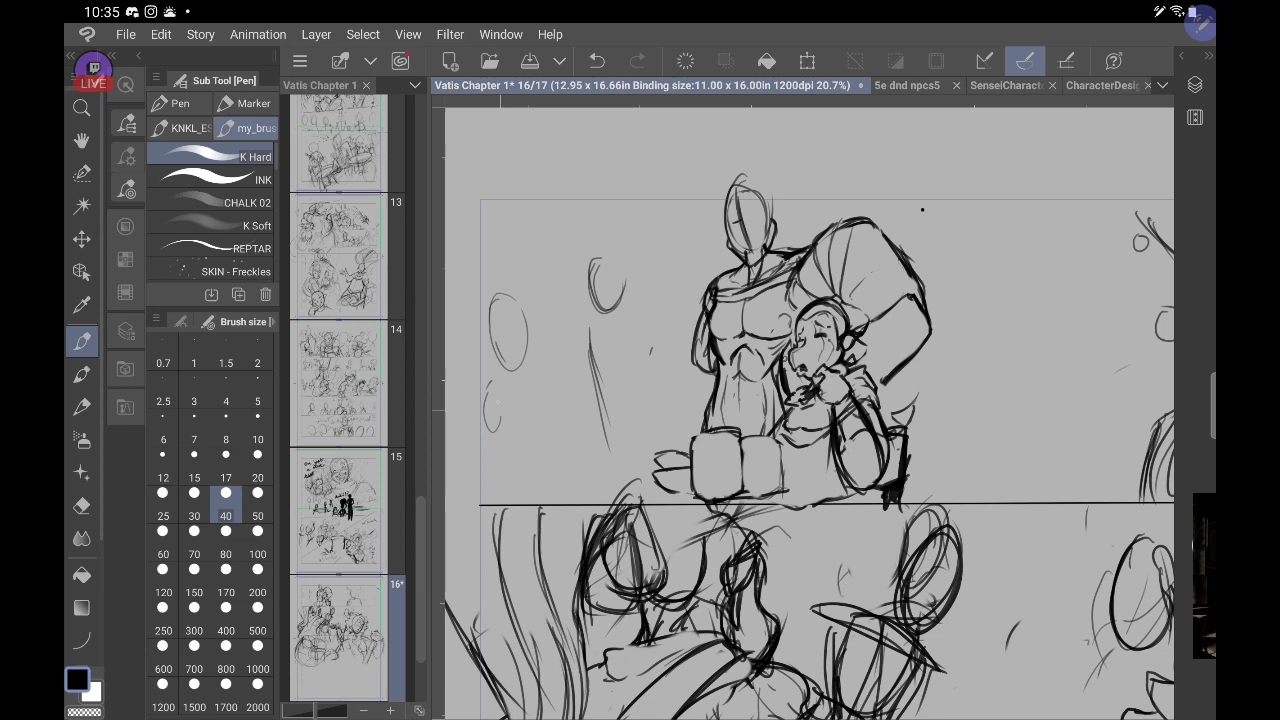 10:35
File Edit Story Animation Layer Select View Filter Window Help
LIVE
Sub Tool [Pen]
Vatis Chapter 1
Vatis Chapter 1* 16/17 (12.95 x 16.66in Binding size:11.00 x 16.00in 1200dpi 20.7%)
5e dnd npcs5
SenseiCharact
CharacterDesig
Pen
Marker
KNKL_ES
my_brus
K Hard
INK
CHALK 02
K Soft
REPTAR
SKIN - Freckles
Brush size [
0.7 1 1.5 2
2.5 3 4 5
6 7 8 10
12 15 17 20
25 30 40 50
60 70 80 100
120 150 170 200
250 300 400 500
600 700 800 1000
1200 1500 1700 2000
13
14
15
16*